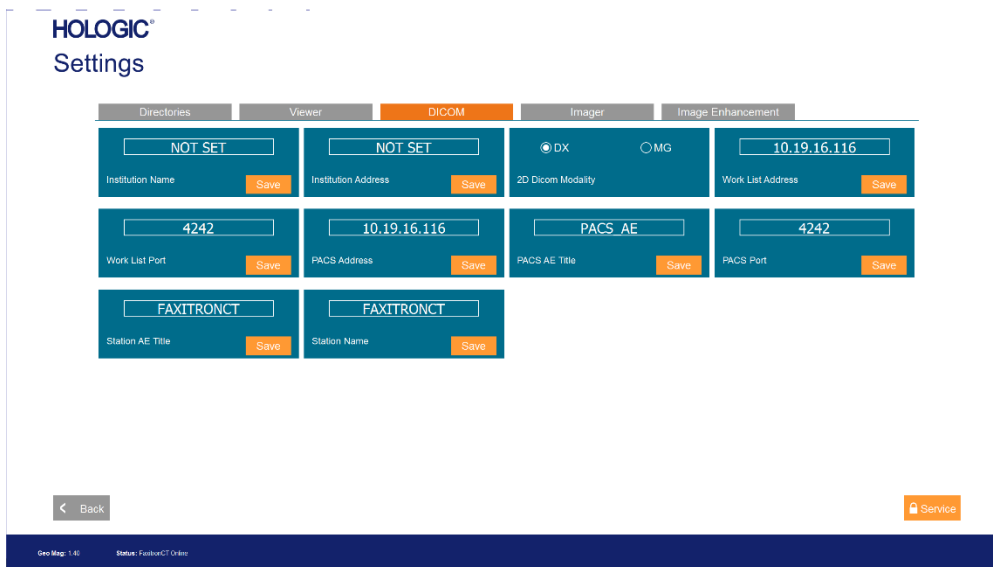 HOLOGIC®
Settings
Directories Viewer DICOM Imager Image Enhancement
NOT SET NOT SET DX MG 10.19.16.116
Institution Name Save Institution Address Save 2D Dicom Modality Work List Address Save
4242 10.19.16.116 PACS_AE 4242
Work List Port Save PACS Address Save PACS AE Title Save PACS Port Save
FAXITRONCT FAXITRONCT
Station AE Title Save Station Name Save
Back Service
Geo Mag: 1.40 Status: FaxitronCT Online